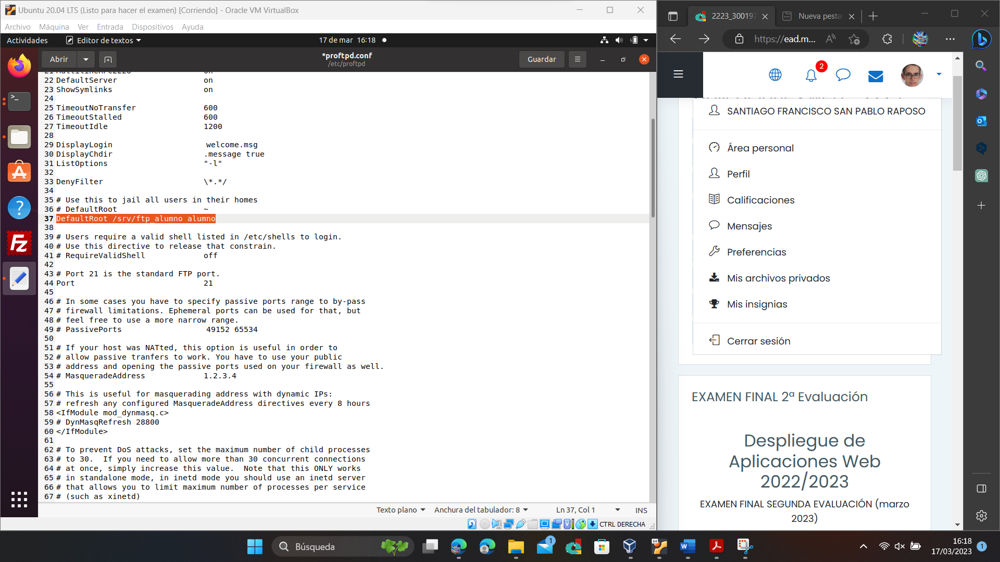 Ubuntu 20.04 LTS (Listo para hacer el examen) [Corriendo] - Oracle VM VirtualBox
Archivo Máquina Ver Entrada Dispositivos Ayuda
Actividades Editor de textos 17 de mar 16:18
Abrir *proftpd.conf Guardar
/etc/proftpd
22 DefaultServer on
23 ShowSymlinks on
24
25 TimeoutNoTransfer 600
26 TimeoutStalled 600
27 TimeoutIdle 1200
28
29 DisplayLogin welcome.msg
30 DisplayChdir .message true
31 ListOptions "-l"
32
33 DenyFilter \*.*/
34
35 # Use this to jail all users in their homes
36 # DefaultRoot ~
37 DefaultRoot /srv/ftp_alumno alumno
38
39 # Users require a valid shell listed in /etc/shells to login.
40 # Use this directive to release that constrain.
41 # RequireValidShell off
42
43 # Port 21 is the standard FTP port.
44 Port 21
45
46 # In some cases you have to specify passive ports range to by-pass
47 # firewall limitations. Ephemeral ports can be used for that, but
48 # feel free to use a more narrow range.
49 # PassivePorts 49152 65534
50
51 # If your host was NATted, this option is useful in order to
52 # allow passive tranfers to work. You have to use your public
53 # address and opening the passive ports used on your firewall as well.
54 # MasqueradeAddress 1.2.3.4
55
56 # This is useful for masquerading address with dynamic IPs:
57 # refresh any configured MasqueradeAddress directives every 8 hours
58 <IfModule mod_dynmasq.c>
59 # DynMasqRefresh 28800
60 </IfModule>
61
62 # To prevent DoS attacks, set the maximum number of child processes
63 # to 30.  If you need to allow more than 30 concurrent connections
64 # at once, simply increase this value.  Note that this ONLY works
65 # in standalone mode, in inetd mode you should use an inetd server
66 # that allows you to limit maximum number of processes per service
67 # (such as xinetd)
Texto plano Anchura del tabulador: 8 Ln 37, Col 1 INS
CTRL DERECHA
2223_300197 Nueva pesta
https://ead.m...
2
SANTIAGO FRANCISCO SAN PABLO RAPOSO
Área personal
Perfil
Calificaciones
Mensajes
Preferencias
Mis archivos privados
Mis insignias
Cerrar sesión
EXAMEN FINAL 2ª Evaluación
Despliegue de
Aplicaciones Web
2022/2023
EXAMEN FINAL SEGUNDA EVALUACIÓN (marzo
2023)
Búsqueda
1
16:18
17/03/2023
1